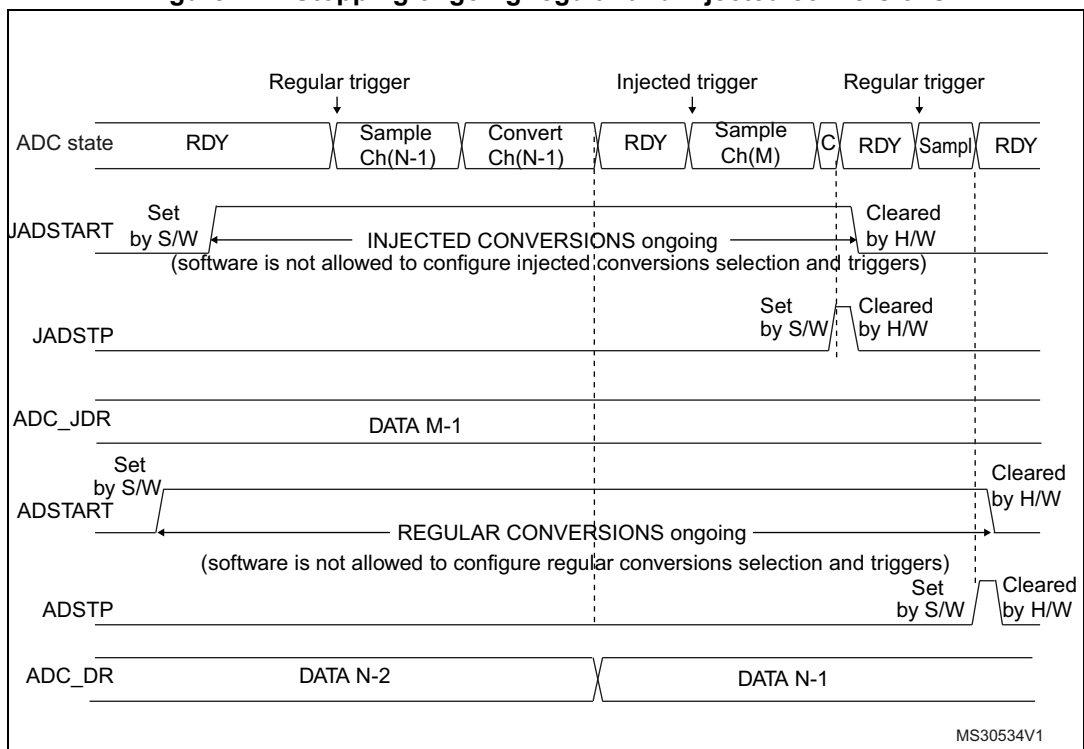 Regular trigger
Injected trigger
Regular trigger
ADC state
RDY
Sample
Ch(N-1)
Convert
Ch(N-1)
RDY
Sample
Ch(M)
C
RDY
Sampl
RDY
JADSTART
Set
by S/W
INJECTED CONVERSIONS ongoing
(software is not allowed to configure injected conversions selection and triggers)
Cleared
by H/W
JADSTP
Set
by S/W
Cleared
by H/W
ADC_JDR
DATA M-1
ADSTART
Set
by S/W
REGULAR CONVERSIONS ongoing
(software is not allowed to configure regular conversions selection and triggers)
Cleared
by H/W
ADSTP
Set
by S/W
Cleared
by H/W
ADC_DR
DATA N-2
DATA N-1
MS30534V1